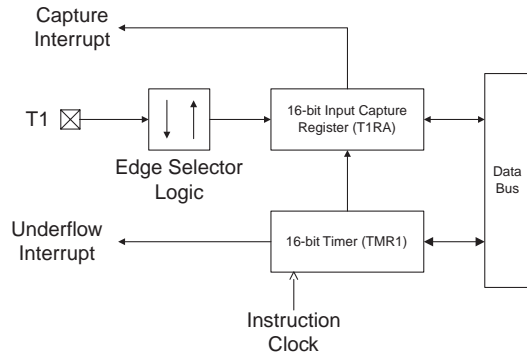 Capture
Interrupt
T1
16-bit Input Capture
Register (T1RA)
Edge Selector
Logic
Data
Bus
Underflow
Interrupt
16-bit Timer (TMR1)
Instruction
Clock